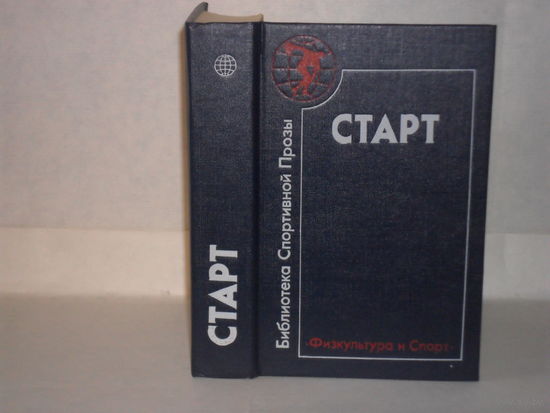 СТАРТ
Библиотека Спортивной Прозы
СТАРТ
·Физкультура и Спорт·